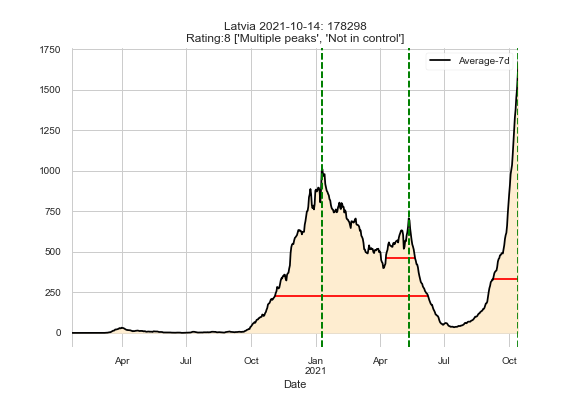 Latvia 2021-10-14: 178298
Rating:8 ['Multiple peaks', 'Not in control']
Average-7d
1750
1500
1250
1000
750
500
250
0
Apr
Jul
Oct
Jan
2021
Apr
Jul
Oct
Date